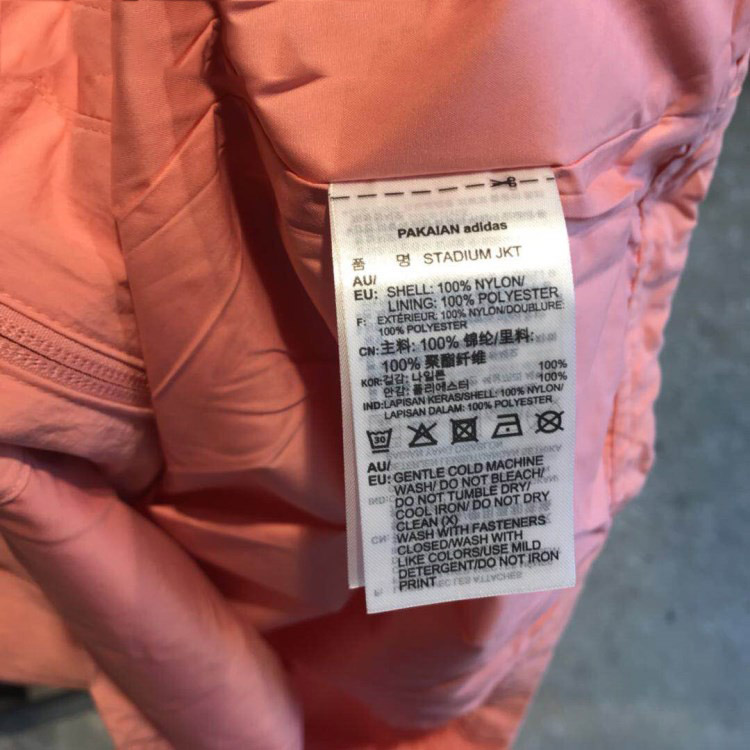 PAKAIAN adidas
품 명 STADIUM JKT
AU/
EU: SHELL: 100% NYLON/
LINING: 100% POLYESTER
F: EXTÉRIEUR: 100% NYLON/DOUBLURE:
100% POLYESTER
CN: 主料: 100% 锦纶/里料:
100% 聚酯纤维
KOR: 겉감: 나일론 100%
안감: 폴리에스터 100%
IND: LAPISAN KERAS/SHELL: 100% NYLON/
LAPISAN DALAM: 100% POLYESTER
30
AU/
EU: GENTLE COLD MACHINE
WASH/ DO NOT BLEACH/
DO NOT TUMBLE DRY/
COOL IRON/ DO NOT DRY
CLEAN (X)
WASH WITH FASTENERS
CLOSED/WASH WITH
LIKE COLORS/USE MILD
DETERGENT/DO NOT IRON
PRINT